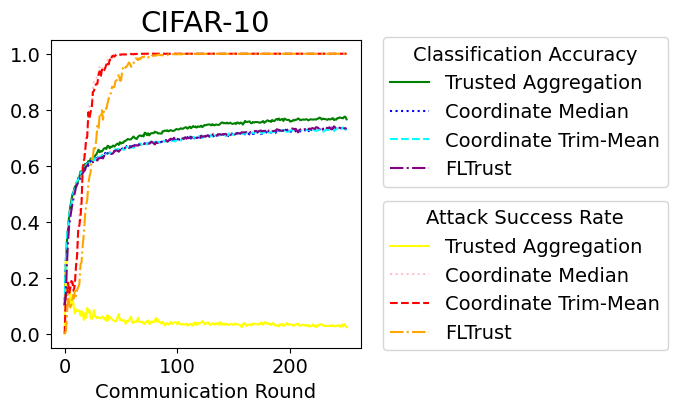 CIFAR-10
1.0
0.8
0.6
0.4
0.2
0.0
0
100
200
Communication Round
Classification Accuracy
Trusted Aggregation
Coordinate Median
Coordinate Trim-Mean
FLTrust
Attack Success Rate
Trusted Aggregation
Coordinate Median
Coordinate Trim-Mean
FLTrust